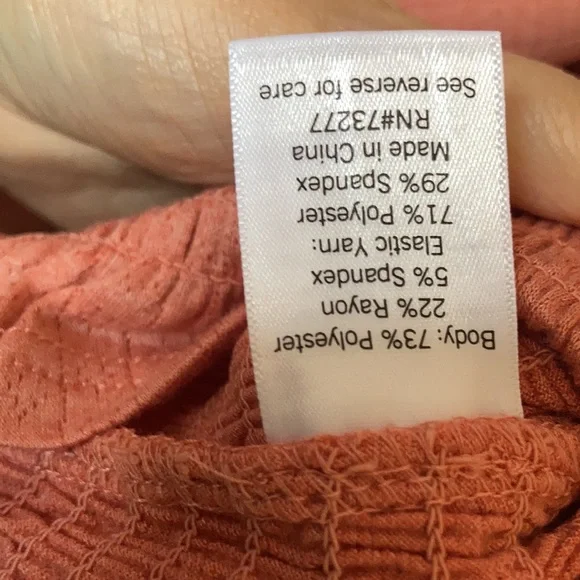 Body: 73% Polyester
22% Rayon
5% Spandex
Elastic Yarn:
71% Polyester
29% Spandex
Made in China
RN#73277
See reverse for care